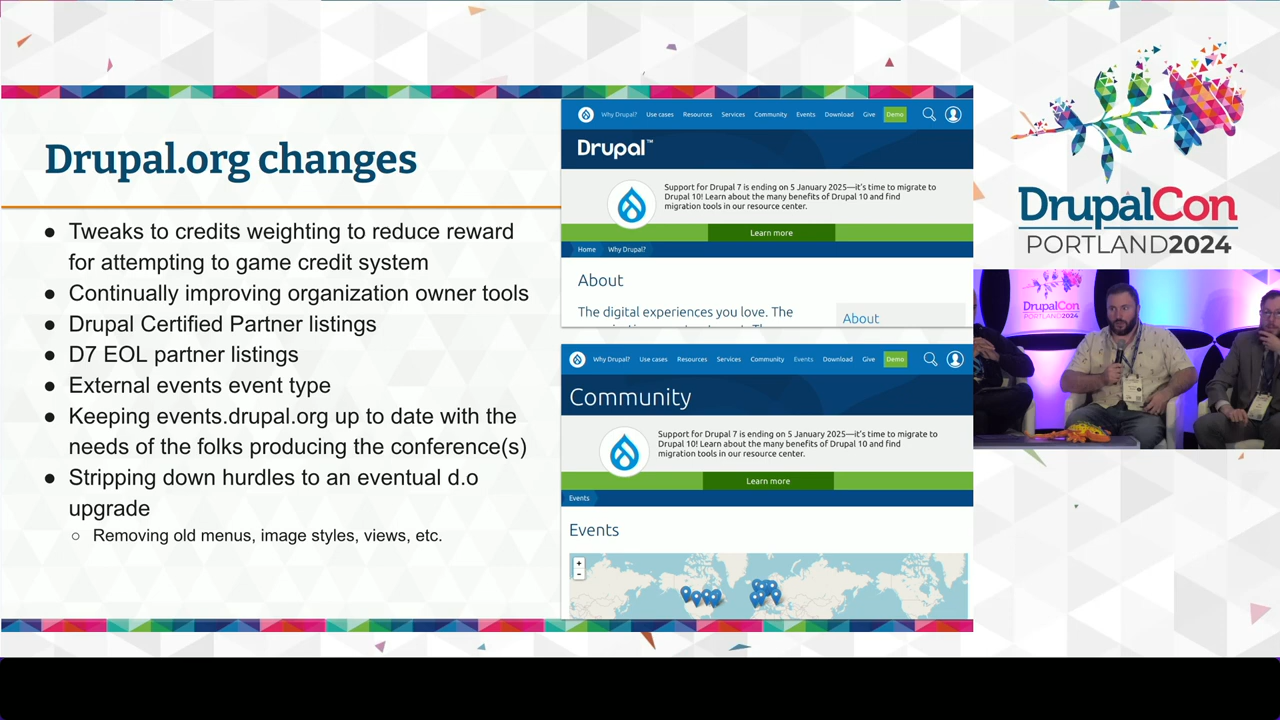 Drupal.org changes
● Tweaks to credits weighting to reduce reward
for attempting to game credit system
● Continually improving organization owner tools
● Drupal Certified Partner listings
● D7 EOL partner listings
● External events event type
● Keeping events.drupal.org up to date with the
needs of the folks producing the conference(s)
● Stripping down hurdles to an eventual d.o
upgrade
○ Removing old menus, image styles, views, etc.
Why Drupal? Use cases Resources Services Community Events Download Give Demo
Drupal™
Support for Drupal 7 is ending on 5 January 2025—it's time to migrate to
Drupal 10! Learn about the many benefits of Drupal 10 and find
migration tools in our resource center.
Learn more
Home Why Drupal?
About
The digital experiences you love. The
About
Why Drupal? Use cases Resources Services Community Events Download Give Demo
Community
Support for Drupal 7 is ending on 5 January 2025—it's time to migrate to
Drupal 10! Learn about the many benefits of Drupal 10 and find
migration tools in our resource center.
Learn more
Events
Events
+
-
DrupalCon
PORTLAND2024
DrupalCon
PORTLAND2024